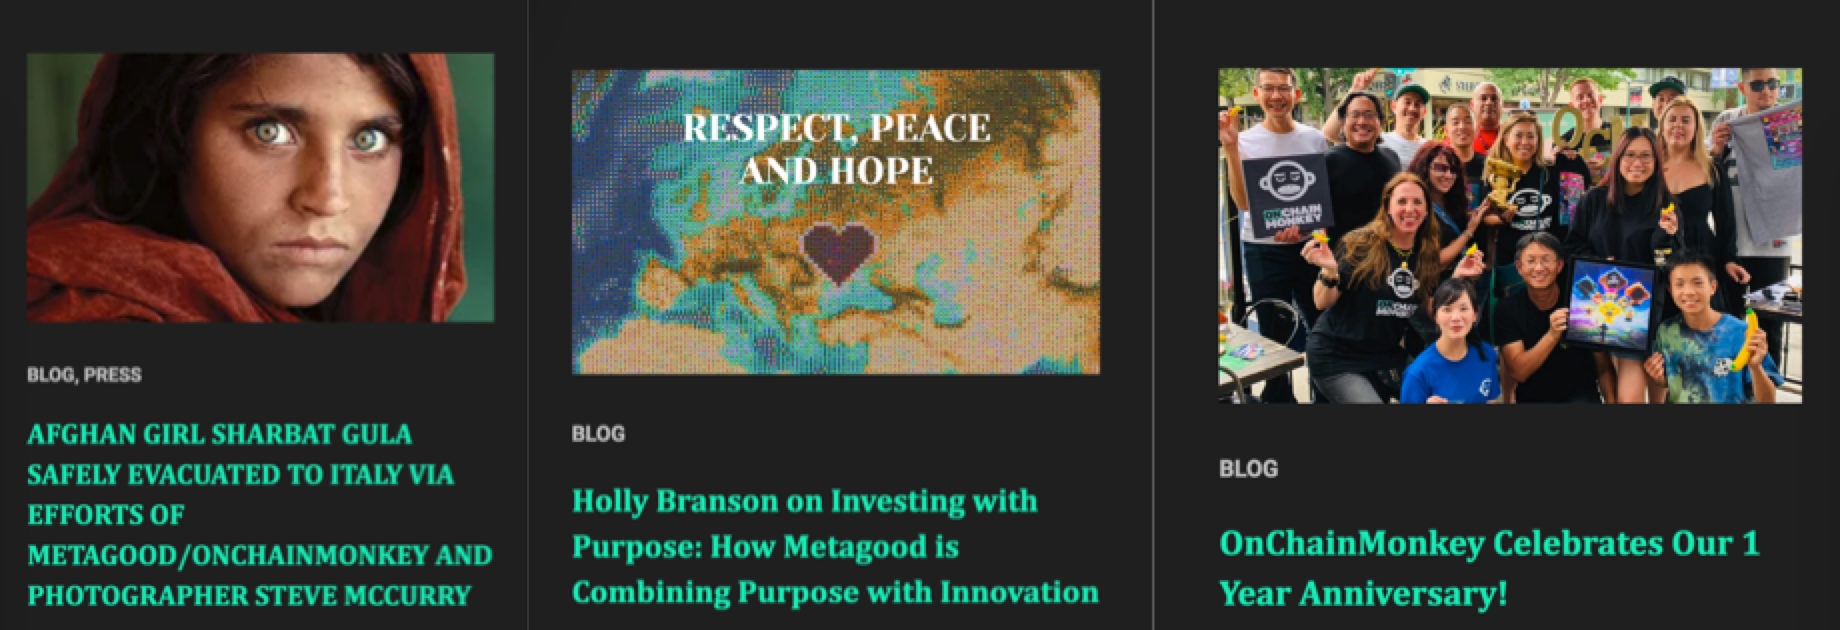 BLOG, PRESS
AFGHAN GIRL SHARBAT GULA
SAFELY EVACUATED TO ITALY VIA
EFFORTS OF
METAGOOD/ONCHAINMONKEY AND
PHOTOGRAPHER STEVE MCCURRY
RESPECT, PEACE
AND HOPE
BLOG
Holly Branson on Investing with
Purpose: How Metagood is
Combining Purpose with Innovation
ONCHAIN
MONKEY
BLOG
OnChainMonkey Celebrates Our 1
Year Anniversary!